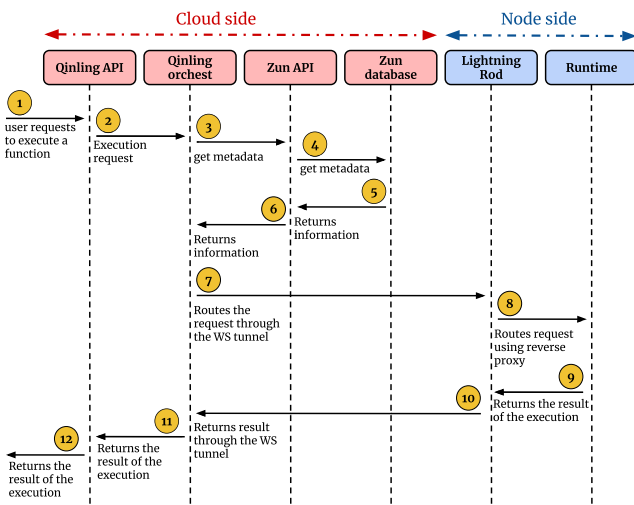 Cloud side
Node side
Qinling API
Qinling
orchest
Zun API
Zun
database
Lightning
Rod
Runtime
1
user requests
to execute a
function
2
Execution
request
3
get metadata
4
get metadata
5
Returns
information
6
Returns
information
7
Routes the
request through
the WS tunnel
8
Routes request
using reverse
proxy
9
Returns the result
of the execution
10
Returns result
through the WS
tunnel
11
Returns the
result of the
execution
12
Returns the
result of the
execution